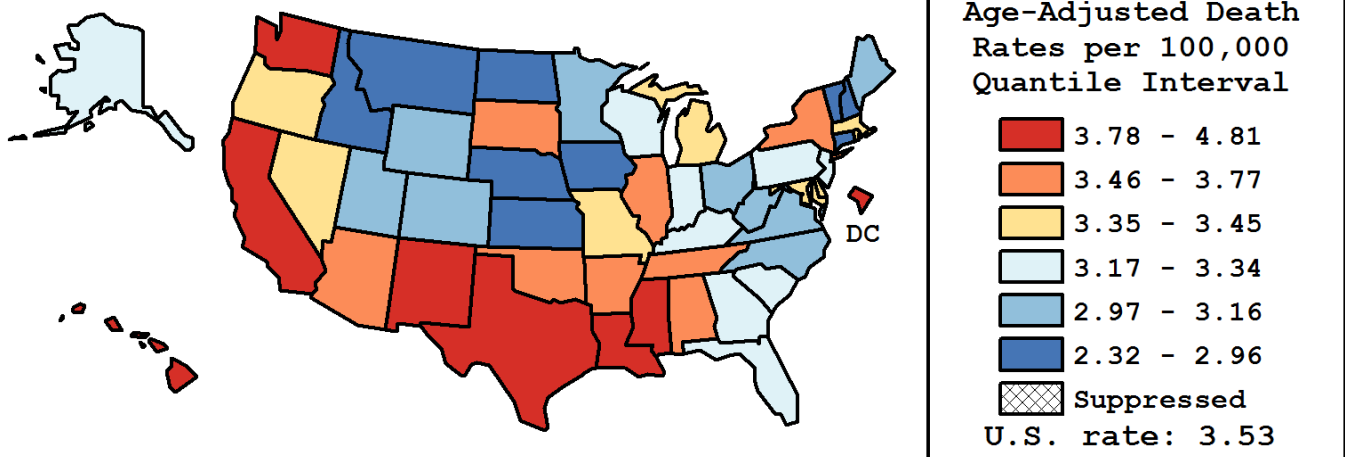 Age-Adjusted Death
Rates per 100,000
Quantile Interval
3.78 - 4.81
3.46 - 3.77
3.35 - 3.45
3.17 - 3.34
2.97 - 3.16
2.32 - 2.96
Suppressed
U.S. rate: 3.53
DC